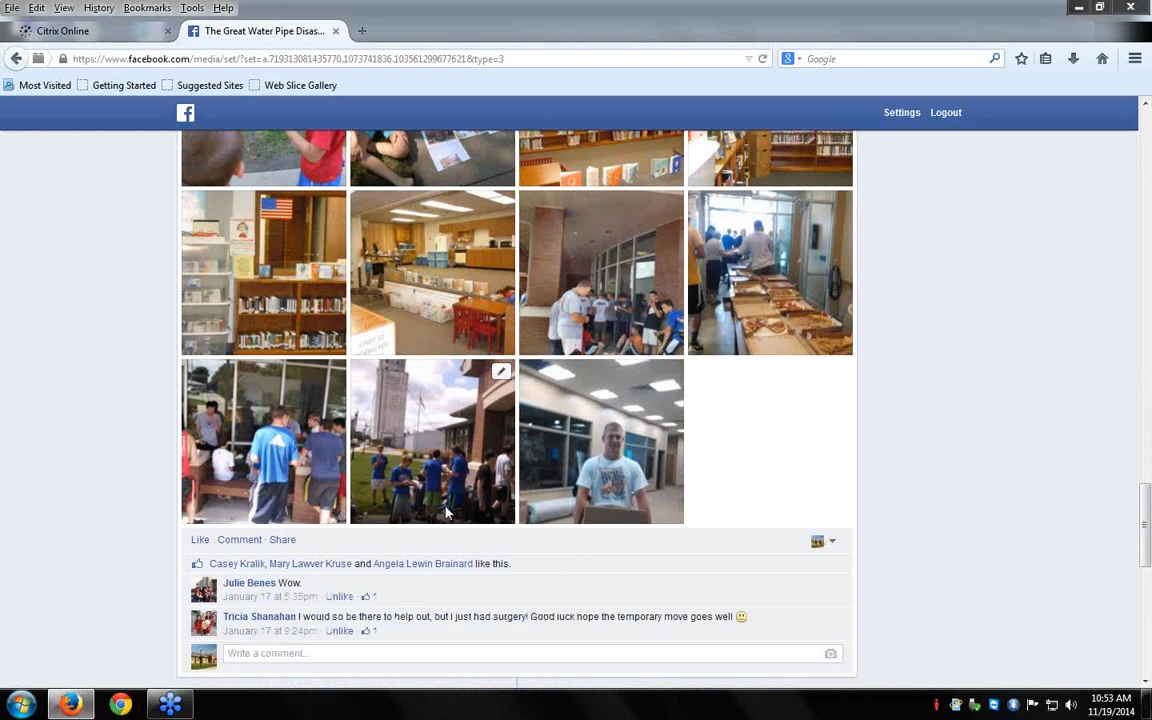 File Edit View History Bookmarks Tools Help
Citrix Online × The Great Water Pipe Disas... × +
https://www.facebook.com/media/set/?set=a.719313081435770.1073741836.103561299677621&type=3 Google
Most Visited Getting Started Suggested Sites Web Slice Gallery
f Settings Logout
Like · Comment · Share
Casey Kralik, Mary Lawver Kruse and Angela Lewin Brainard like this.
Julie Benes Wow.
January 17 at 5:35pm · Unlike · 1
Tricia Shanahan I would so be there to help out, but I just had surgery! Good luck hope the temporary move goes well
January 17 at 9:24pm · Unlike · 1
Write a comment...
10:53 AM
11/19/2014